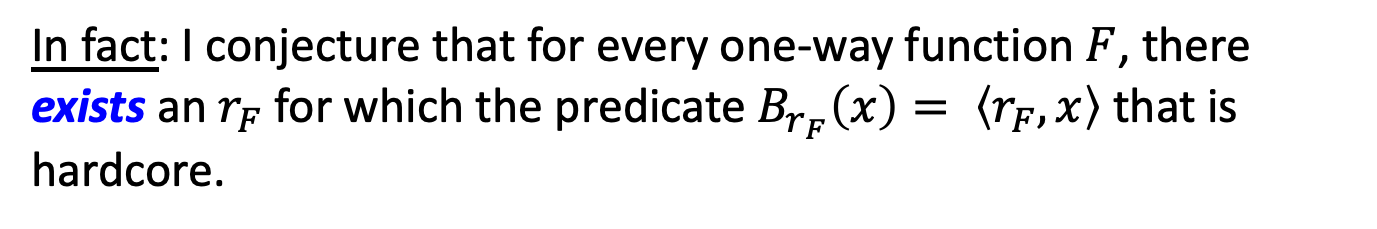 In fact: I conjecture that for every one-way function F, there
exists an r_F for which the predicate B_{r_F}(x) = ⟨r_F, x⟩ that is
hardcore.